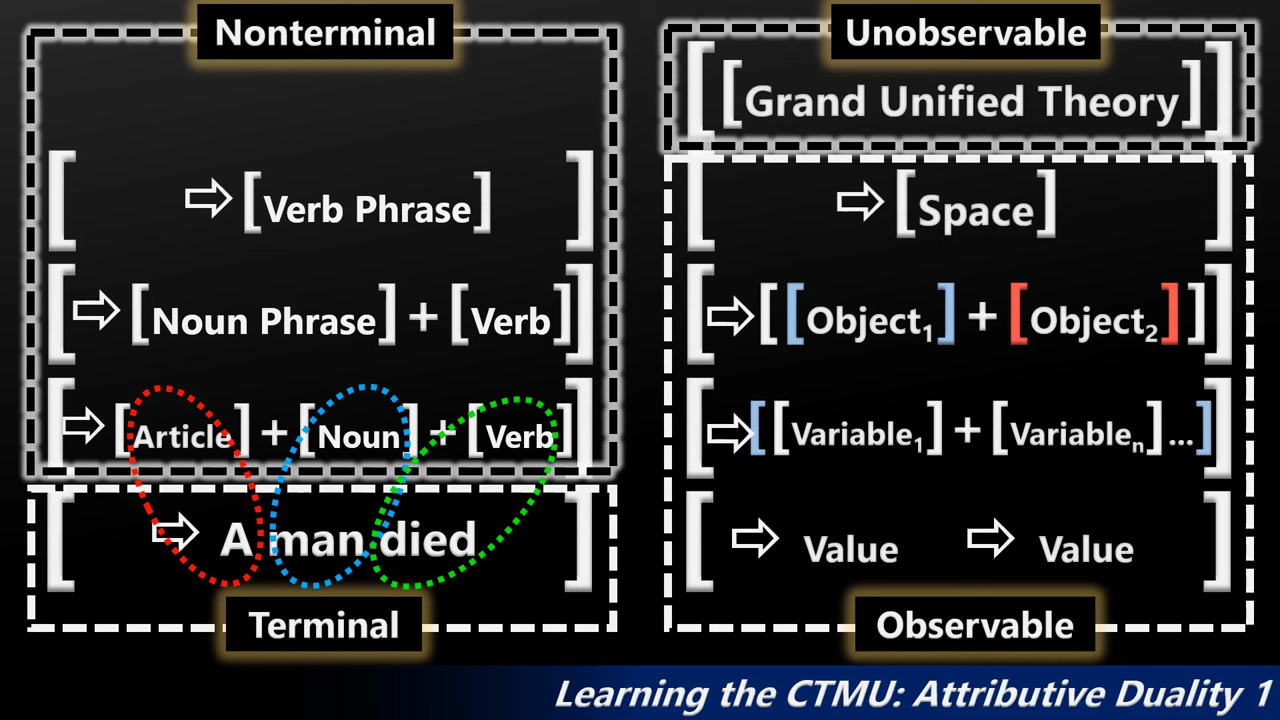 Nonterminal
[ ⇨ [Verb Phrase] ]
[ ⇨ [Noun Phrase] + [Verb] ]
[ ⇨ [Article] + [Noun] + [Verb] ]
[ ⇨ A man died ]
Terminal
Unobservable
[ [Grand Unified Theory] ]
[ ⇨ [Space] ]
[ ⇨ [[Object₁] + [Object₂]] ]
[ ⇨ [[Variable₁] + [Variableₙ]...] ]
[ ⇨ Value ⇨ Value ]
Observable
Learning the CTMU: Attributive Duality 1